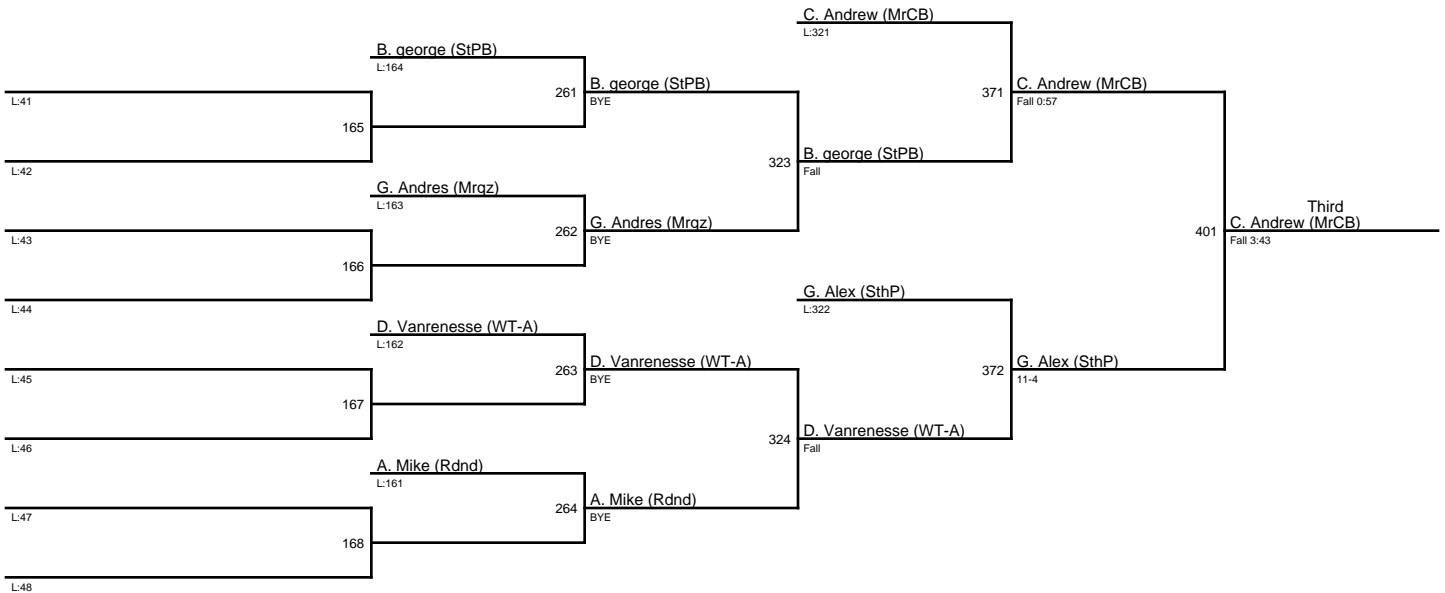 C. Andrew (MrCB)
L:321
B. george (StPB)
L:164
L:41
261
B. george (StPB)
BYE
371
C. Andrew (MrCB)
Fall 0:57
165
L:42
323
B. george (StPB)
Fall
G. Andres (Mrqz)
L:163
L:43
262
G. Andres (Mrqz)
BYE
401
Third
C. Andrew (MrCB)
Fall 3:43
166
L:44
G. Alex (SthP)
L:322
D. Vanrenesse (WT-A)
L:162
L:45
263
D. Vanrenesse (WT-A)
BYE
372
G. Alex (SthP)
11-4
167
L:46
324
D. Vanrenesse (WT-A)
Fall
A. Mike (Rdnd)
L:161
L:47
264
A. Mike (Rdnd)
BYE
168
L:48